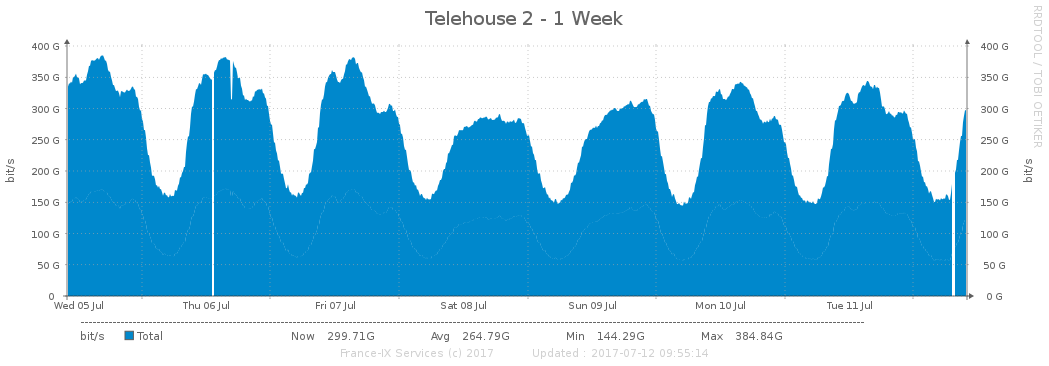 Telehouse 2 - 1 Week
RRDTOOL / TOBI OETIKER
400 G 400 G
350 G 350 G
300 G 300 G
250 G 250 G
200 G 200 G
150 G 150 G
100 G 100 G
50 G 50 G
0 0 G
bit/s bit/s
Wed 05 Jul Thu 06 Jul Fri 07 Jul Sat 08 Jul Sun 09 Jul Mon 10 Jul Tue 11 Jul
bit/s Total Now 299.71G Avg 264.79G Min 144.29G Max 384.84G
France-IX Services (c) 2017 Updated : 2017-07-12 09:55:14